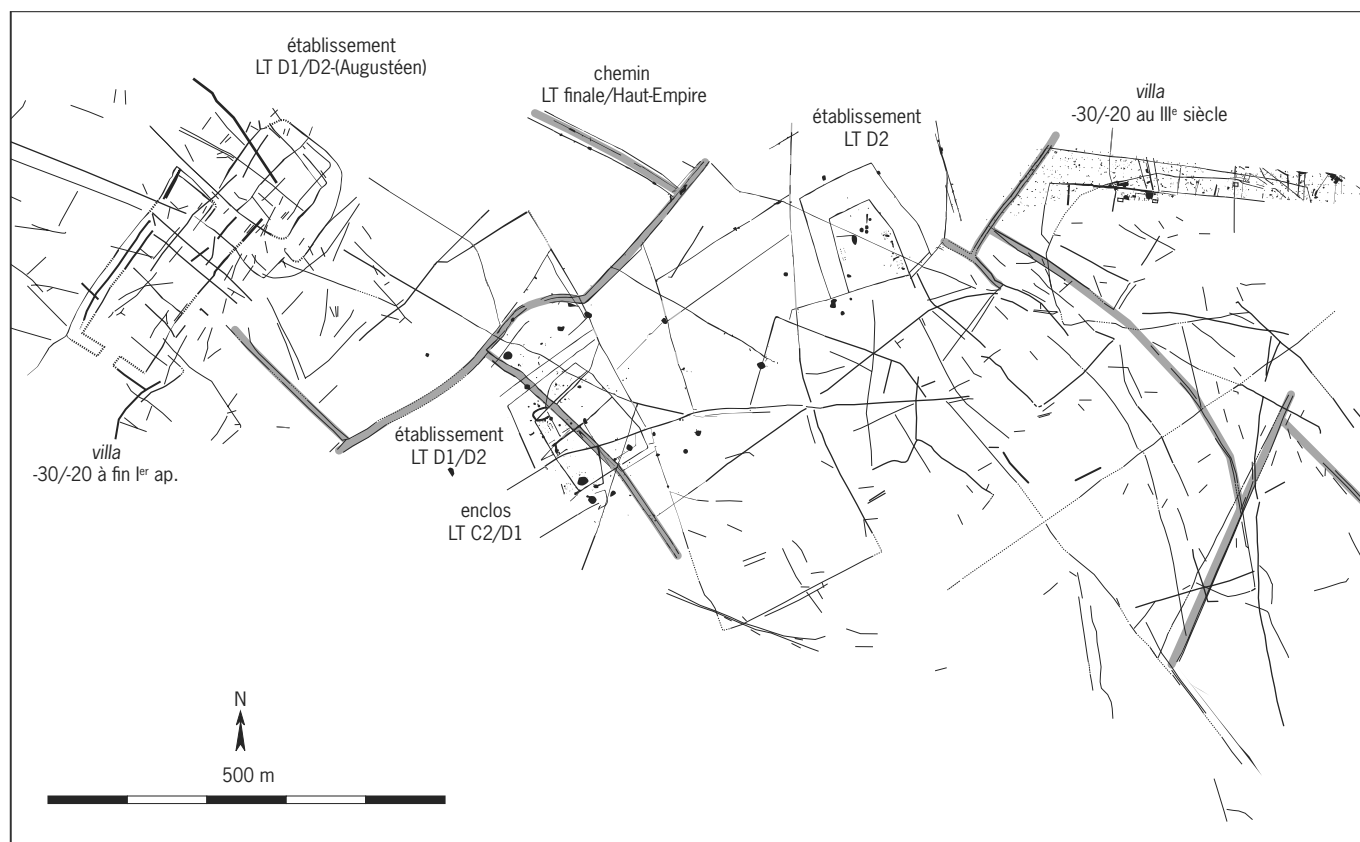 établissement
LT D1/D2-(Augustéen)
chemin
LT finale/Haut-Empire
établissement
LT D2
villa
-30/-20 au IIIe siècle
villa
-30/-20 à fin Ier ap.
établissement
LT D1/D2
enclos
LT C2/D1
N
500 m